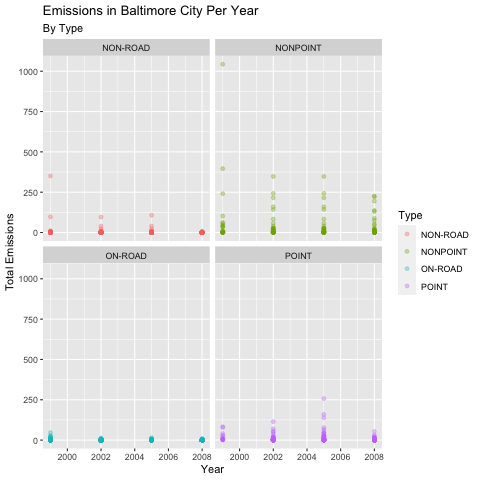 Emissions in Baltimore City Per Year
By Type
NON-ROAD
NONPOINT
1000
750
500
250
0
ON-ROAD
POINT
1000
750
500
250
0
2000
2002
2004
2006
2008
2000
2002
2004
2006
2008
Year
Total Emissions
Type
NON-ROAD
NONPOINT
ON-ROAD
POINT